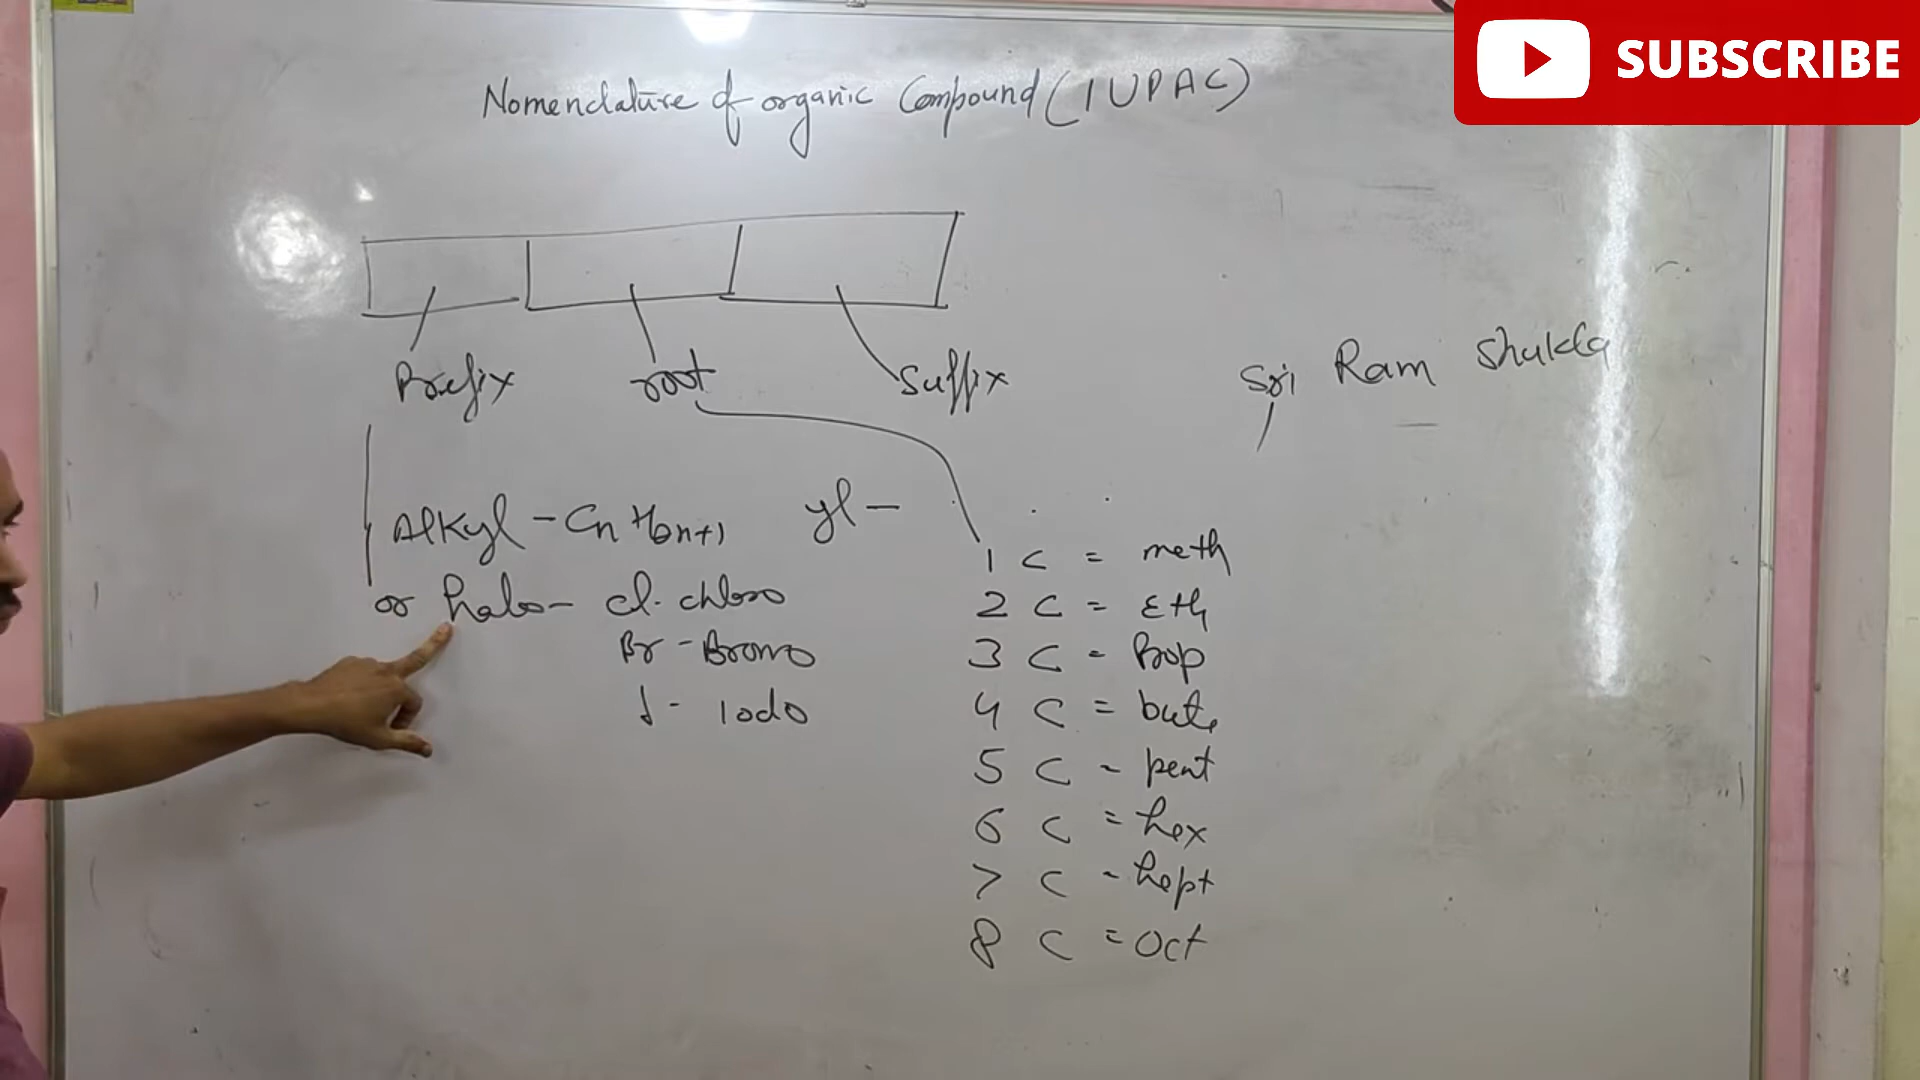 SUBSCRIBE
Nomenclature of organic Compound (IUPAC)
Prefix root Suffix
Sri Ram Shukla
Alkyl - CnH2n+1 yl -
or halo - Cl - chloro
Br - Bromo
I - Iodo
1 C = meth
2 C = Eth
3 C = Prop
4 C = but
5 C = pent
6 C = hex
7 C = hept
8 C = Oct